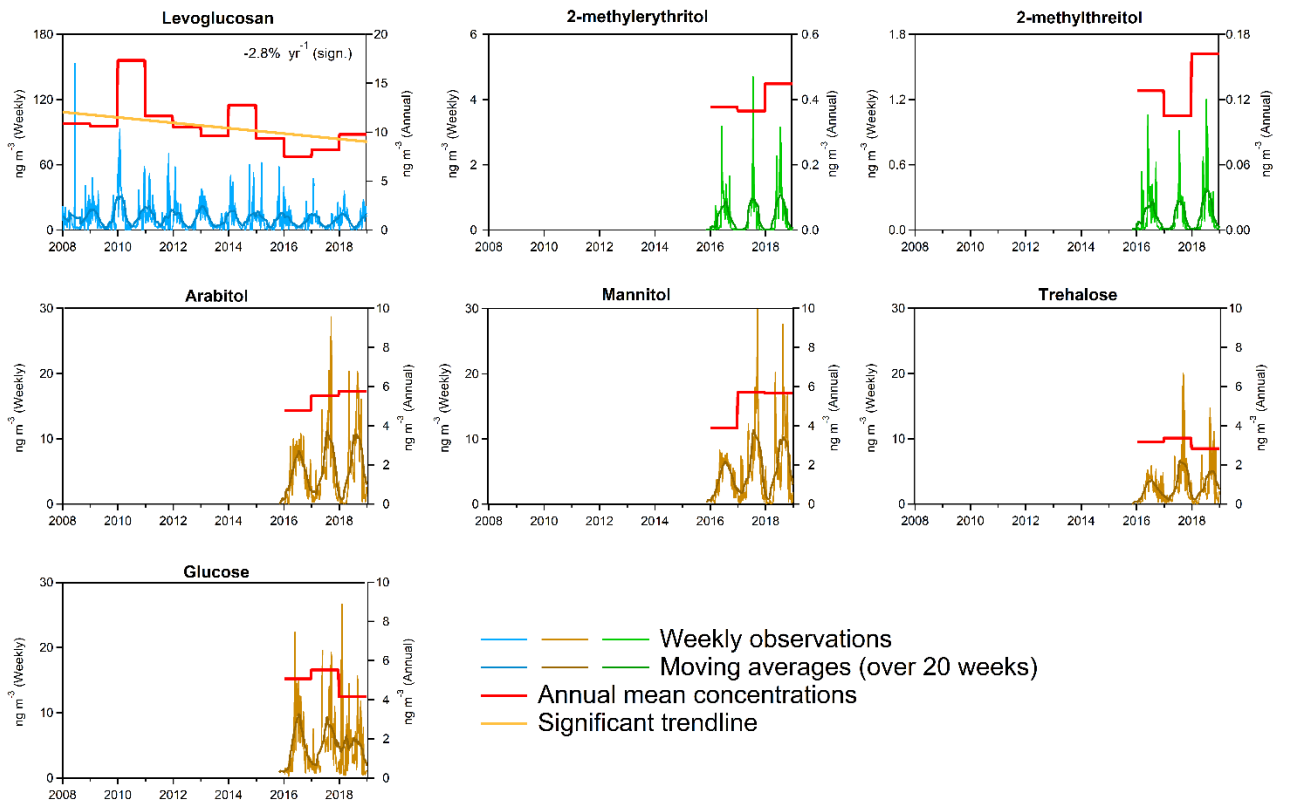 Levoglucosan
180
120
60
0
20
15
10
5
0
-2.8% yr⁻¹ (sign.)
ng m⁻³ (Weekly)
ng m⁻³ (Annual)
2008 2010 2012 2014 2016 2018
2-methylerythritol
6
4
2
0
0.6
0.4
0.2
0.0
ng m⁻³ (Weekly)
ng m⁻³ (Annual)
2008 2010 2012 2014 2016 2018
2-methylthreitol
1.8
1.2
0.6
0.0
0.18
0.12
0.06
0.00
ng m⁻³ (Weekly)
ng m⁻³ (Annual)
2008 2010 2012 2014 2016 2018
Arabitol
30
20
10
0
10
8
6
4
2
0
ng m⁻³ (Weekly)
ng m⁻³ (Annual)
2008 2010 2012 2014 2016 2018
Mannitol
30
20
10
0
10
8
6
4
2
0
ng m⁻³ (Weekly)
ng m⁻³ (Annual)
2008 2010 2012 2014 2016 2018
Trehalose
30
20
10
0
10
8
6
4
2
0
ng m⁻³ (Weekly)
ng m⁻³ (Annual)
2008 2010 2012 2014 2016 2018
Glucose
30
20
10
0
10
8
6
4
2
0
ng m⁻³ (Weekly)
ng m⁻³ (Annual)
2008 2010 2012 2014 2016 2018
Weekly observations
Moving averages (over 20 weeks)
Annual mean concentrations
Significant trendline